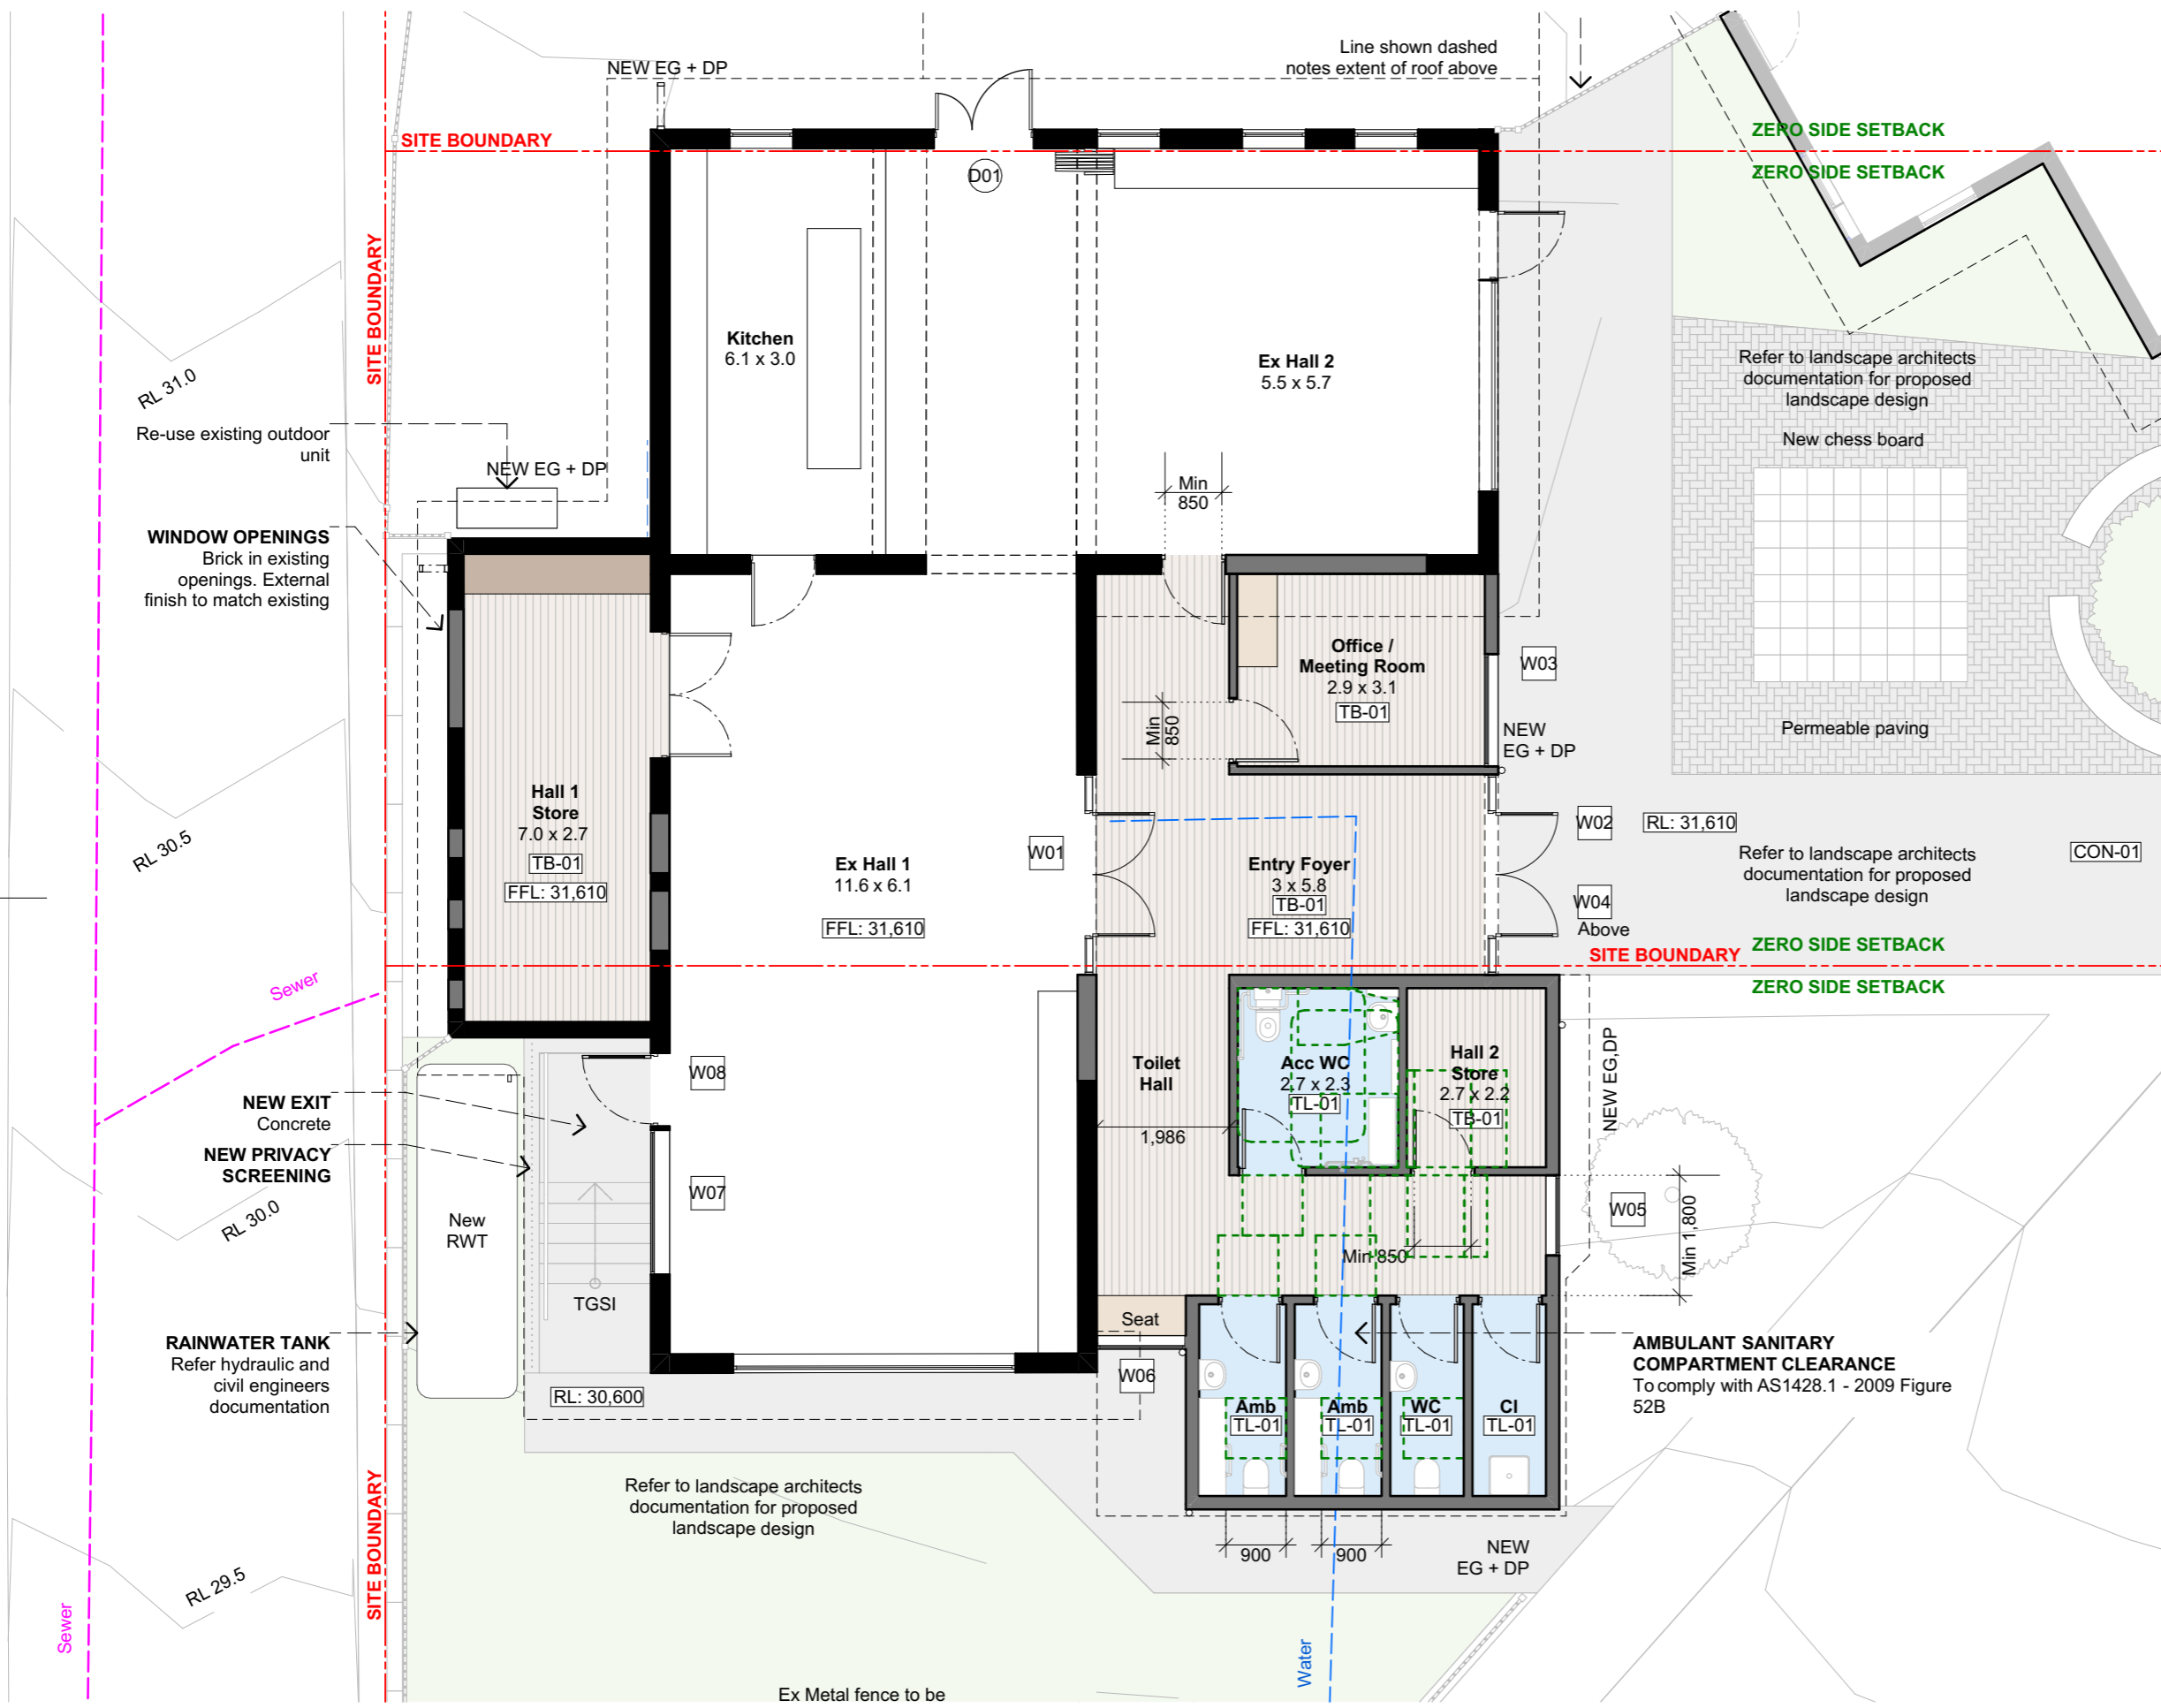 Line shown dashed
notes extent of roof above
NEW EG + DP
SITE BOUNDARY
ZERO SIDE SETBACK
ZERO SIDE SETBACK
D01
SITE BOUNDARY
Kitchen
6.1 x 3.0
Ex Hall 2
5.5 x 5.7
Refer to landscape architects
documentation for proposed
landscape design
New chess board
RL 31.0
Re-use existing outdoor
unit
NEW EG + DP
Min
850
WINDOW OPENINGS
Brick in existing
openings. External
finish to match existing
Office /
Meeting Room
2.9 x 3.1
TB-01
W03
Min
850
NEW
EG + DP
Permeable paving
Hall 1
Store
7.0 x 2.7
TB-01
FFL: 31,610
RL 30.5
Ex Hall 1
11.6 x 6.1
FFL: 31,610
W01
Entry Foyer
3 x 5.8
TB-01
FFL: 31,610
W02
RL: 31,610
W04
Above
Refer to landscape architects
documentation for proposed
landscape design
CON-01
SITE BOUNDARY
ZERO SIDE SETBACK
ZERO SIDE SETBACK
Sewer
Toilet
Hall
Acc WC
2.7 x 2.3
TL-01
Hall 2
Store
2.7 x 2.2
TB-01
NEW EG,DP
W08
NEW EXIT
Concrete
1,986
NEW PRIVACY
SCREENING
W07
W05
Min 1,800
RL 30.0
New
RWT
Min 850
TGSI
Seat
RAINWATER TANK
Refer hydraulic and
civil engineers
documentation
W06
AMBULANT SANITARY
COMPARTMENT CLEARANCE
To comply with AS1428.1 - 2009 Figure
52B
RL: 30,600
Amb
TL-01
Amb
TL-01
WC
TL-01
Cl
TL-01
SITE BOUNDARY
Refer to landscape architects
documentation for proposed
landscape design
900
900
NEW
EG + DP
RL 29.5
Sewer
Water
Ex Metal fence to be